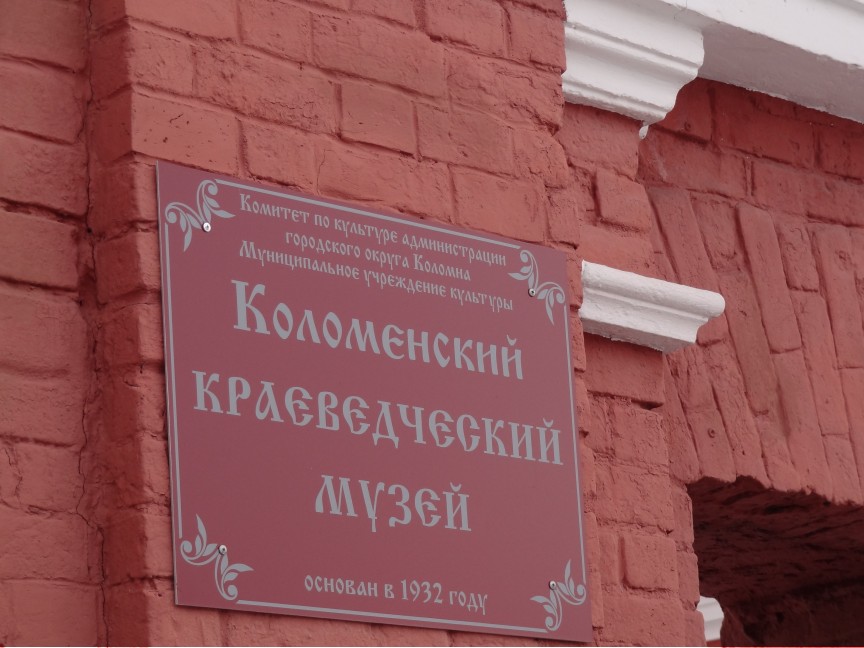 Комитет по культуре администрации
городского округа Коломна
Муниципальное учреждение культуры
Коломенский
краеведческий
музей
основан в 1932 году